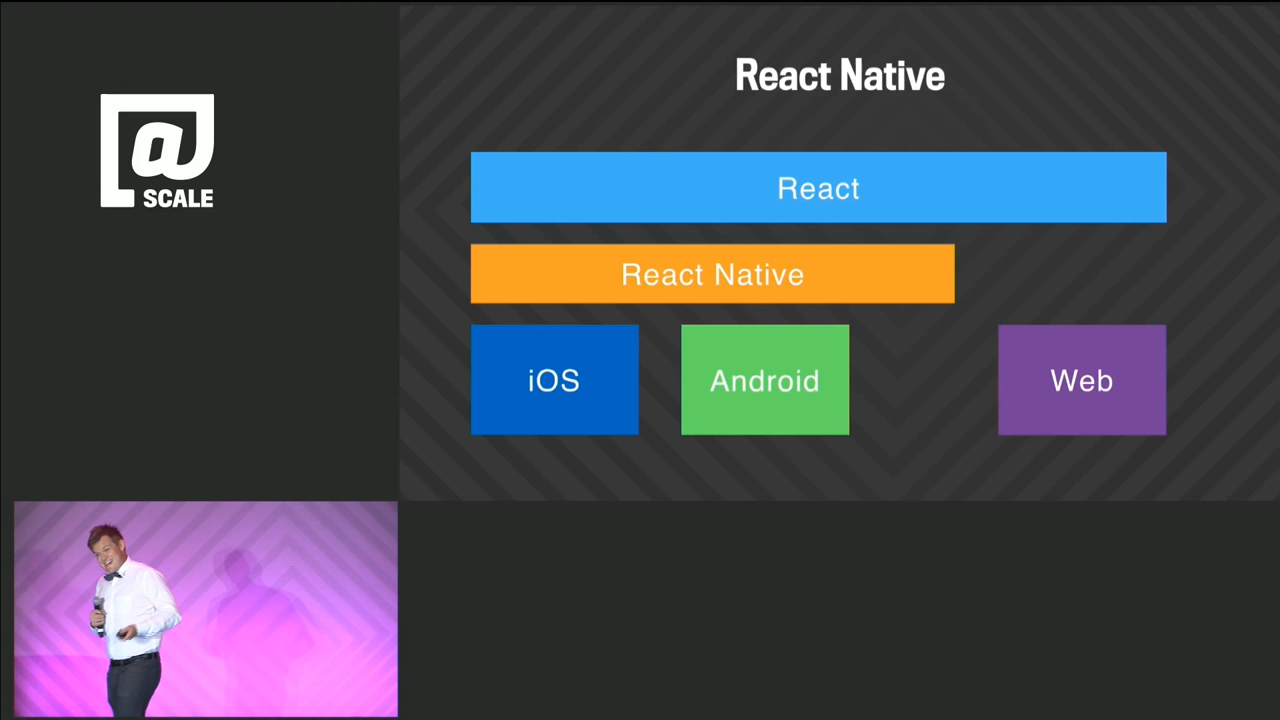 @
SCALE
React Native
React
React Native
iOS
Android
Web